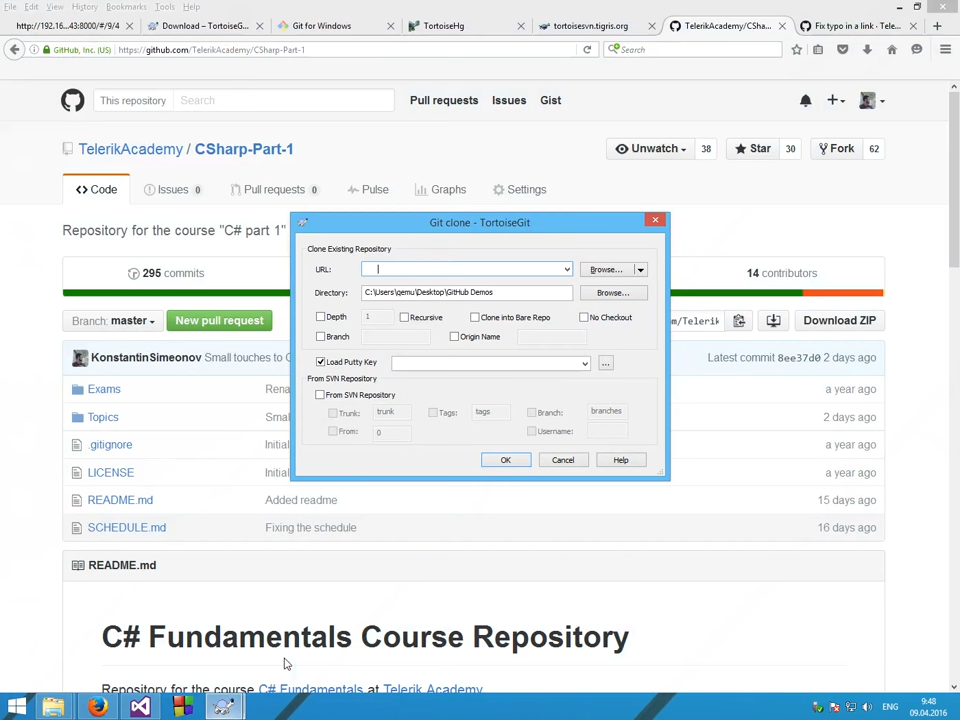 File Edit View History Bookmarks Tools Help
http://192.16...43:8000/#/9/4
Download – TortoiseG...
Git for Windows
TortoiseHg
tortoisesvn.tigris.org
TelerikAcademy/CSha...
Fix typo in a link · Tele...
GitHub, Inc. (US) https://github.com/TelerikAcademy/CSharp-Part-1
Search
This repository Search
Pull requests Issues Gist
TelerikAcademy / CSharp-Part-1
Unwatch 38
Star 30
Fork 62
Code
Issues 0
Pull requests 0
Pulse
Graphs
Settings
Repository for the course "C# part 1"
295 commits
14 contributors
Branch: master
New pull request
Download ZIP
KonstantinSimeonov Small touches to
Latest commit 8ee37d0 2 days ago
Exams a year ago
Topics a year ago
.gitignore a year ago
LICENSE a year ago
README.md Added readme 15 days ago
SCHEDULE.md Fixing the schedule 16 days ago
README.md
C# Fundamentals Course Repository
Repository for the course C# Fundamentals at Telerik Academy
Git clone - TortoiseGit
Clone Existing Repository
URL:
Browse...
Directory: C:\Users\qemu\Desktop\GitHub Demos
Browse...
Depth 1
Recursive
Clone into Bare Repo
No Checkout
Branch
Origin Name
Load Putty Key
...
From SVN Repository
From SVN Repository
Trunk: trunk
Tags: tags
Branch: branches
From: 0
Username:
OK
Cancel
Help
ENG
9:48
09.04.2016